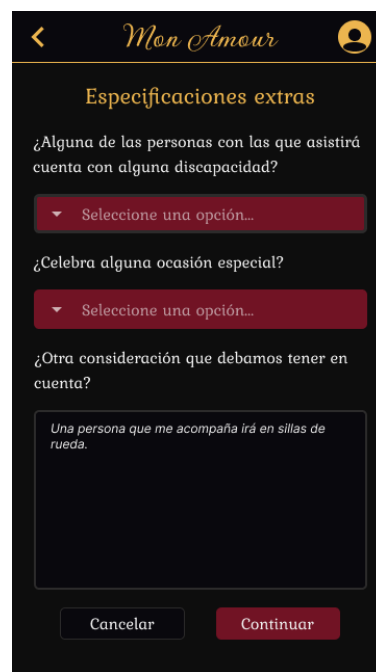 Mon Amour
Especificaciones extras
¿Alguna de las personas con las que asistirá
cuenta con alguna discapacidad?
Seleccione una opción...
¿Celebra alguna ocasión especial?
Seleccione una opción...
¿Otra consideración que debamos tener en
cuenta?
Una persona que me acompaña irá en sillas de
rueda.
Cancelar
Continuar